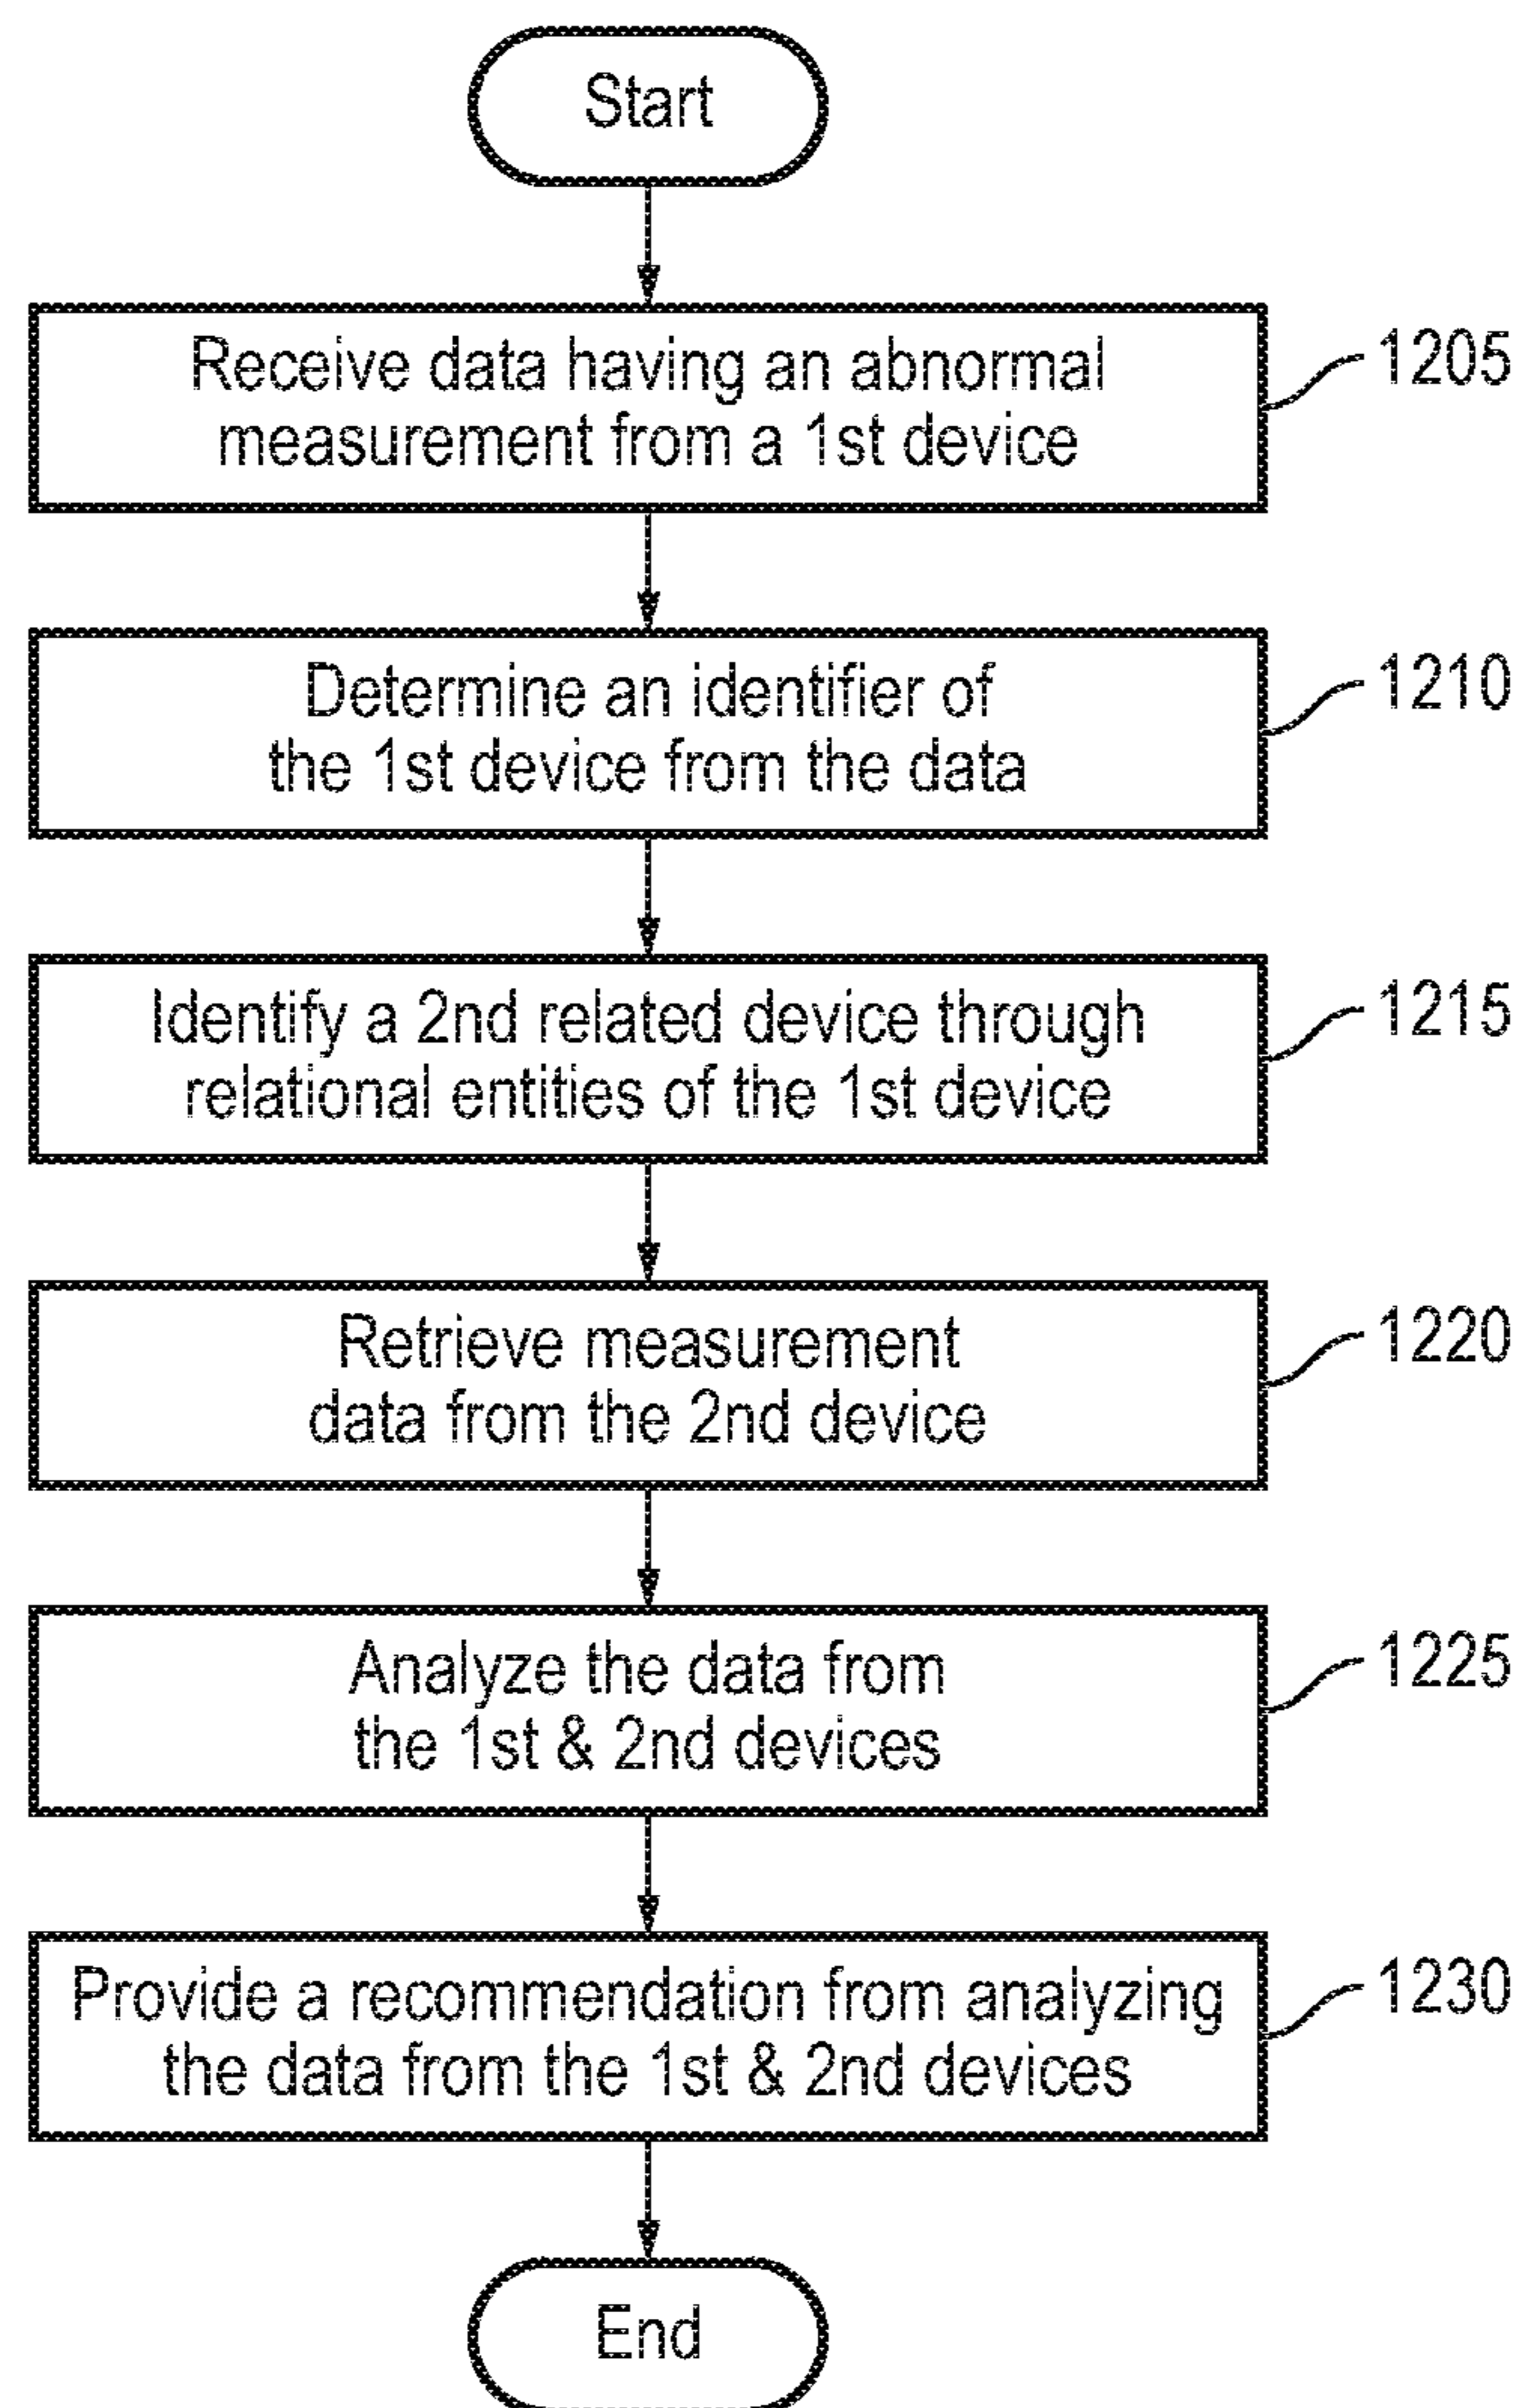 Start
Receive data having an abnormal
measurement from a 1st device
1205
Determine an identifier of
the 1st device from the data
1210
Identify a 2nd related device through
relational entities of the 1st device
1215
Retrieve measurement
data from the 2nd device
1220
Analyze the data from
the 1st & 2nd devices
1225
Provide a recommendation from analyzing
the data from the 1st & 2nd devices
1230
End